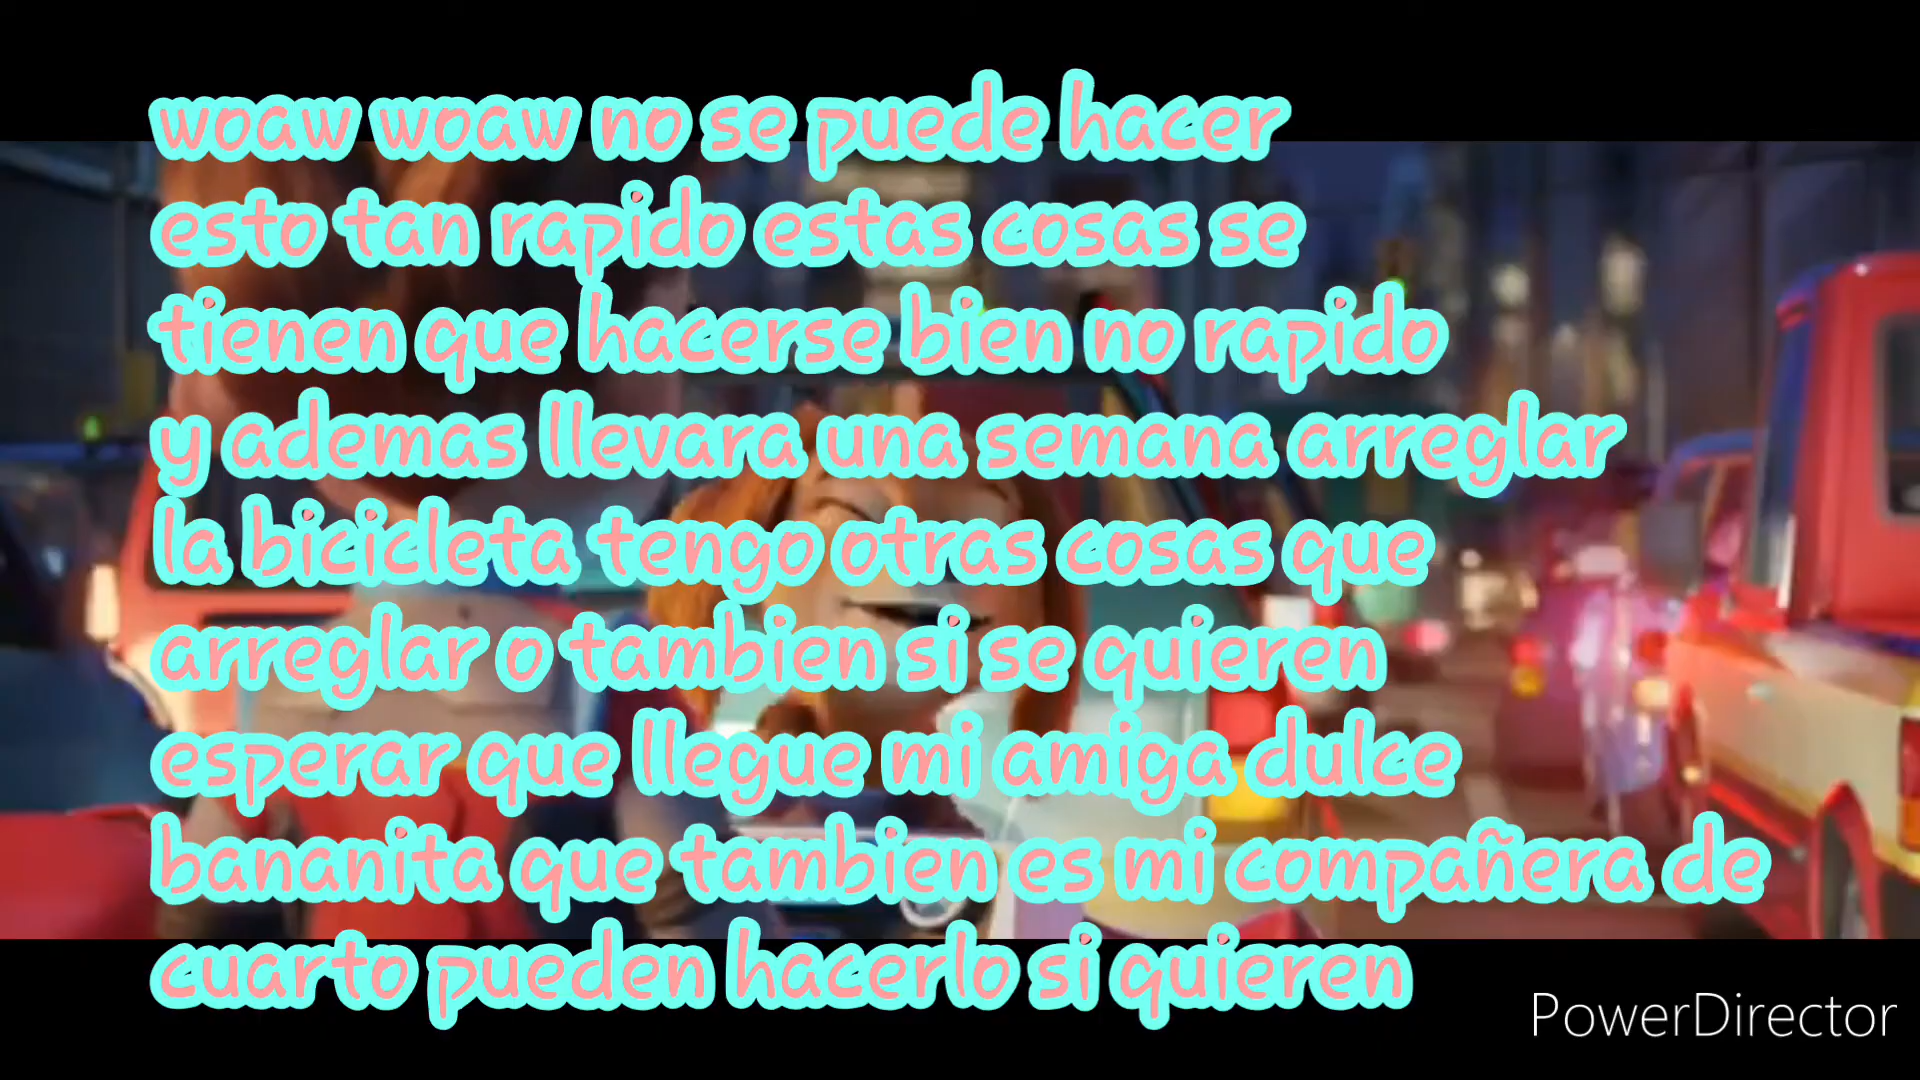 woaw woaw no se puede hacer
esto tan rapido estas cosas se
tienen que hacerse bien no rapido
y ademas llevara una semana arreglar
la bicicleta tengo otras cosas que
arreglar o tambien si se quieren
esperar que llegue mi amiga dulce
bananita que tambien es mi compañera de
cuarto pueden hacerlo si quieren
PowerDirector